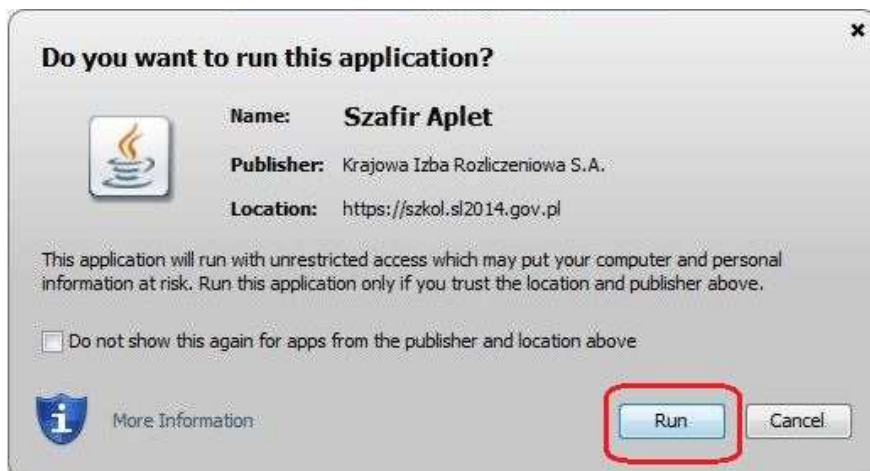 Do you want to run this application?
Name: Szafir Aplet
Publisher: Krajowa Izba Rozliczeniowa S.A.
Location: https://szkol.sl2014.gov.pl
This application will run with unrestricted access which may put your computer and personal
information at risk. Run this application only if you trust the location and publisher above.
Do not show this again for apps from the publisher and location above
More Information
Run
Cancel